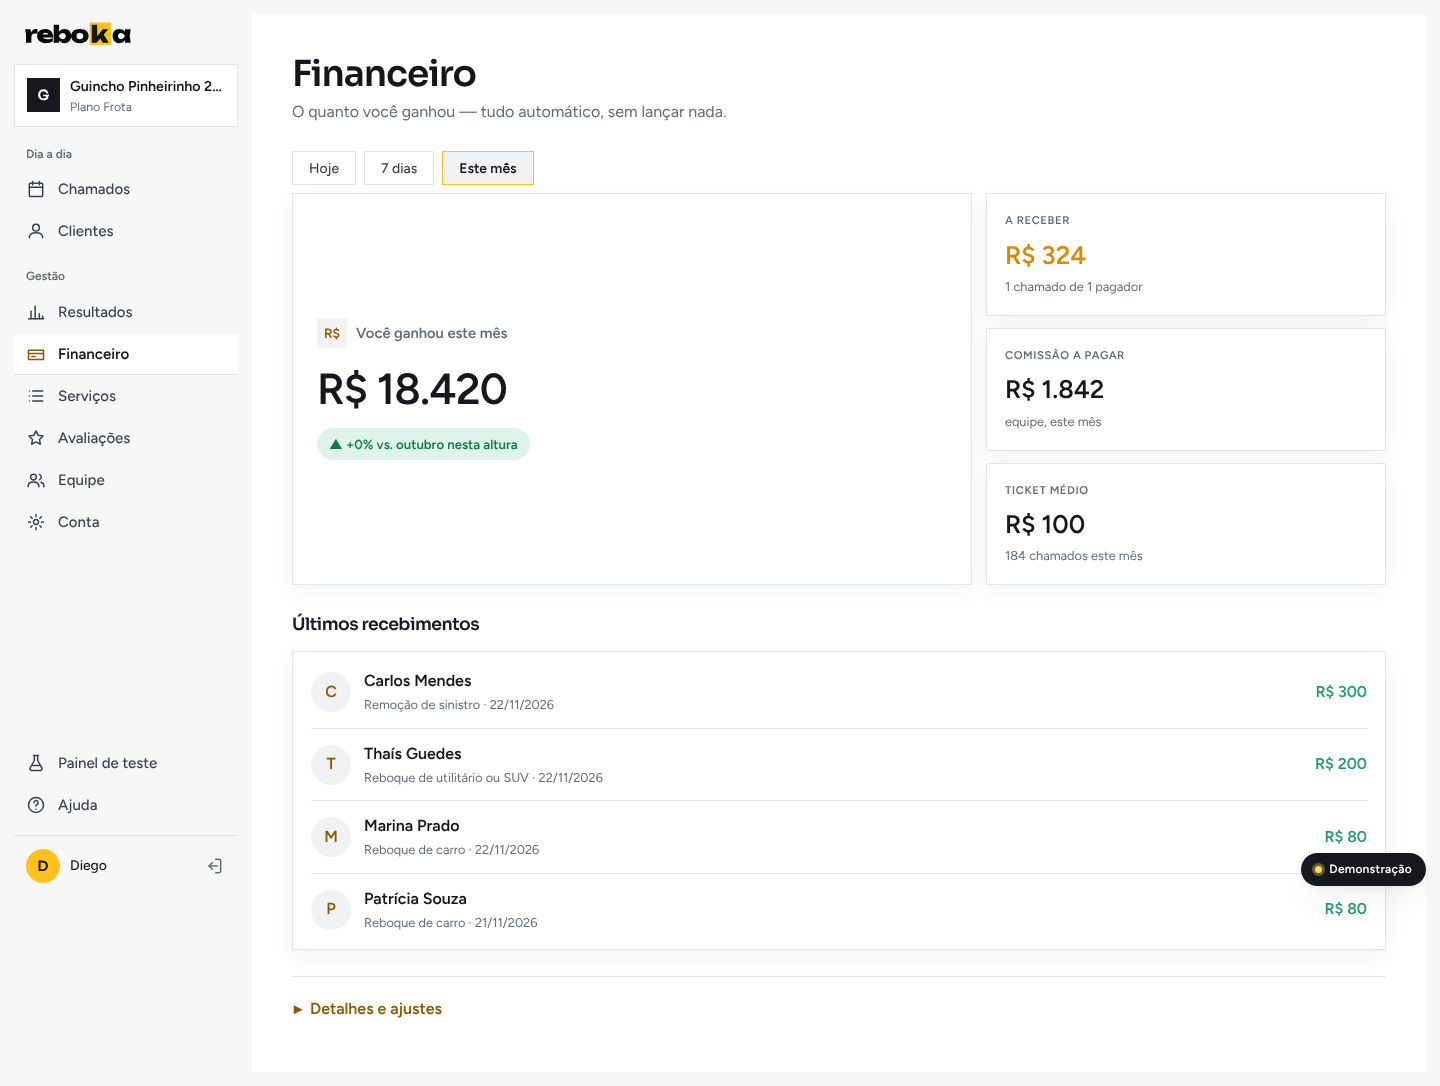 reboka
G
Guincho Pinheirinho 2...
Plano Frota
Dia a dia
Chamados
Clientes
Gestão
Resultados
Financeiro
Serviços
Avaliações
Equipe
Conta
Painel de teste
Ajuda
D
Diego
Financeiro
O quanto você ganhou — tudo automático, sem lançar nada.
Hoje
7 dias
Este mês
R$ Você ganhou este mês
R$ 18.420
▲ +0% vs. outubro nesta altura
A RECEBER
R$ 324
1 chamado de 1 pagador
COMISSÃO A PAGAR
R$ 1.842
equipe, este mês
TICKET MÉDIO
R$ 100
184 chamados este mês
Últimos recebimentos
C
Carlos Mendes
Remoção de sinistro · 22/11/2026
R$ 300
T
Thaís Guedes
Reboque de utilitário ou SUV · 22/11/2026
R$ 200
M
Marina Prado
Reboque de carro · 22/11/2026
R$ 80
Demonstração
P
Patrícia Souza
Reboque de carro · 21/11/2026
R$ 80
▶ Detalhes e ajustes